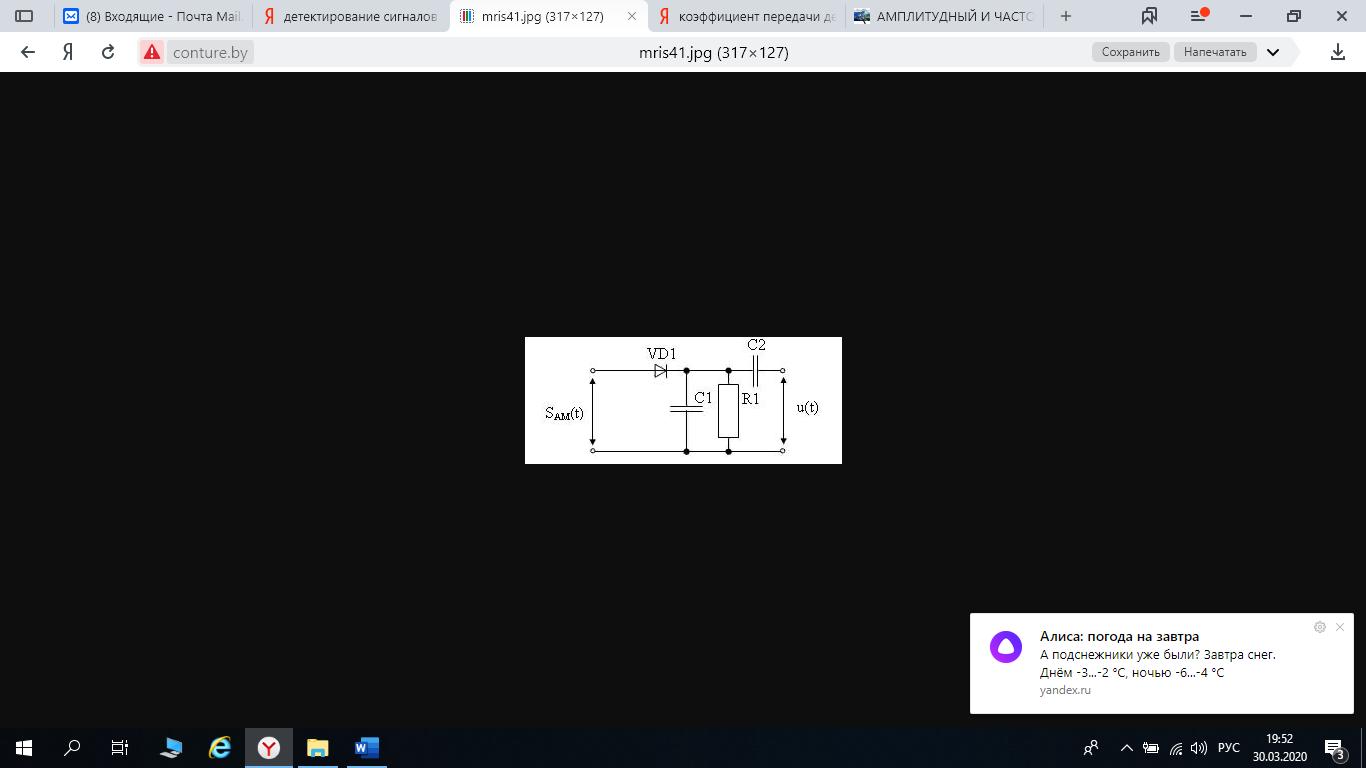 (8) Входящие - Почта Mail.
детектирование сигналов
mris41.jpg (317×127)
коэффициент передачи де
АМПЛИТУДНЫЙ И ЧАСТО
conture.by
mris41.jpg (317×127)
Сохранить
Напечатать
VD1
C2
C1
R1
SAM(t)
u(t)
Алиса: погода на завтра
А подснежники уже были? Завтра снег.
Днём -3...-2 °C, ночью -6...-4 °C
yandex.ru
РУС
19:52
30.03.2020
3